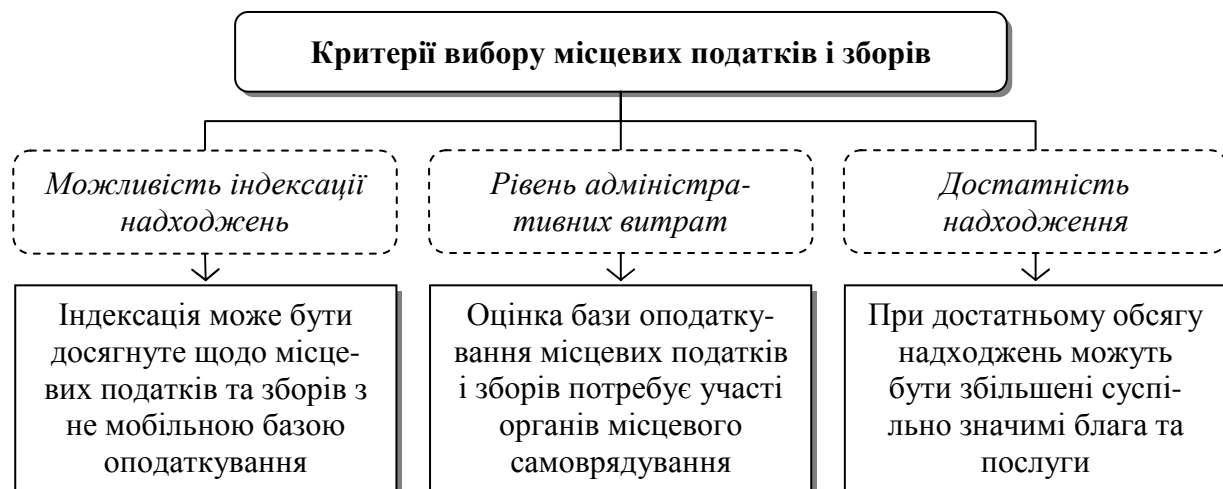 Критерії вибору місцевих податків і зборів
Можливість індексації
надходжень
Рівень адміністра-
тивних витрат
Достатність
надходження
Індексація може бути
досягнуте щодо місце-
вих податків та зборів з
не мобільною базою
оподаткування
Оцінка бази оподатку-
вання місцевих податків
і зборів потребує участі
органів місцевого
самоврядування
При достатньому обсягу
надходжень можуть
бути збільшені суспі-
льно значимі блага та
послуги